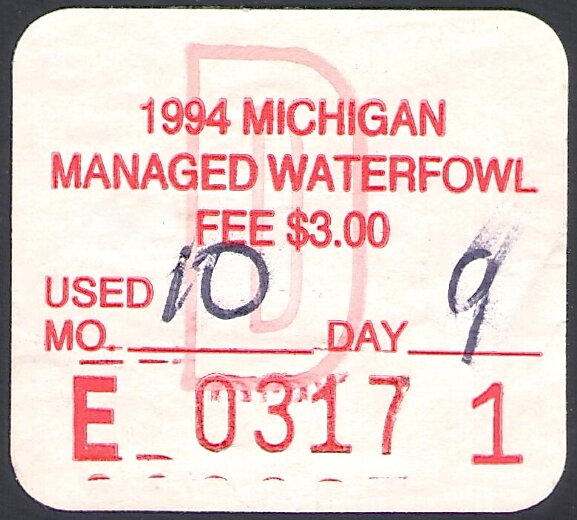 1994 MICHIGAN
MANAGED WATERFOWL
FEE $3.00
USED
MO. 10 DAY 9
E 0317 1